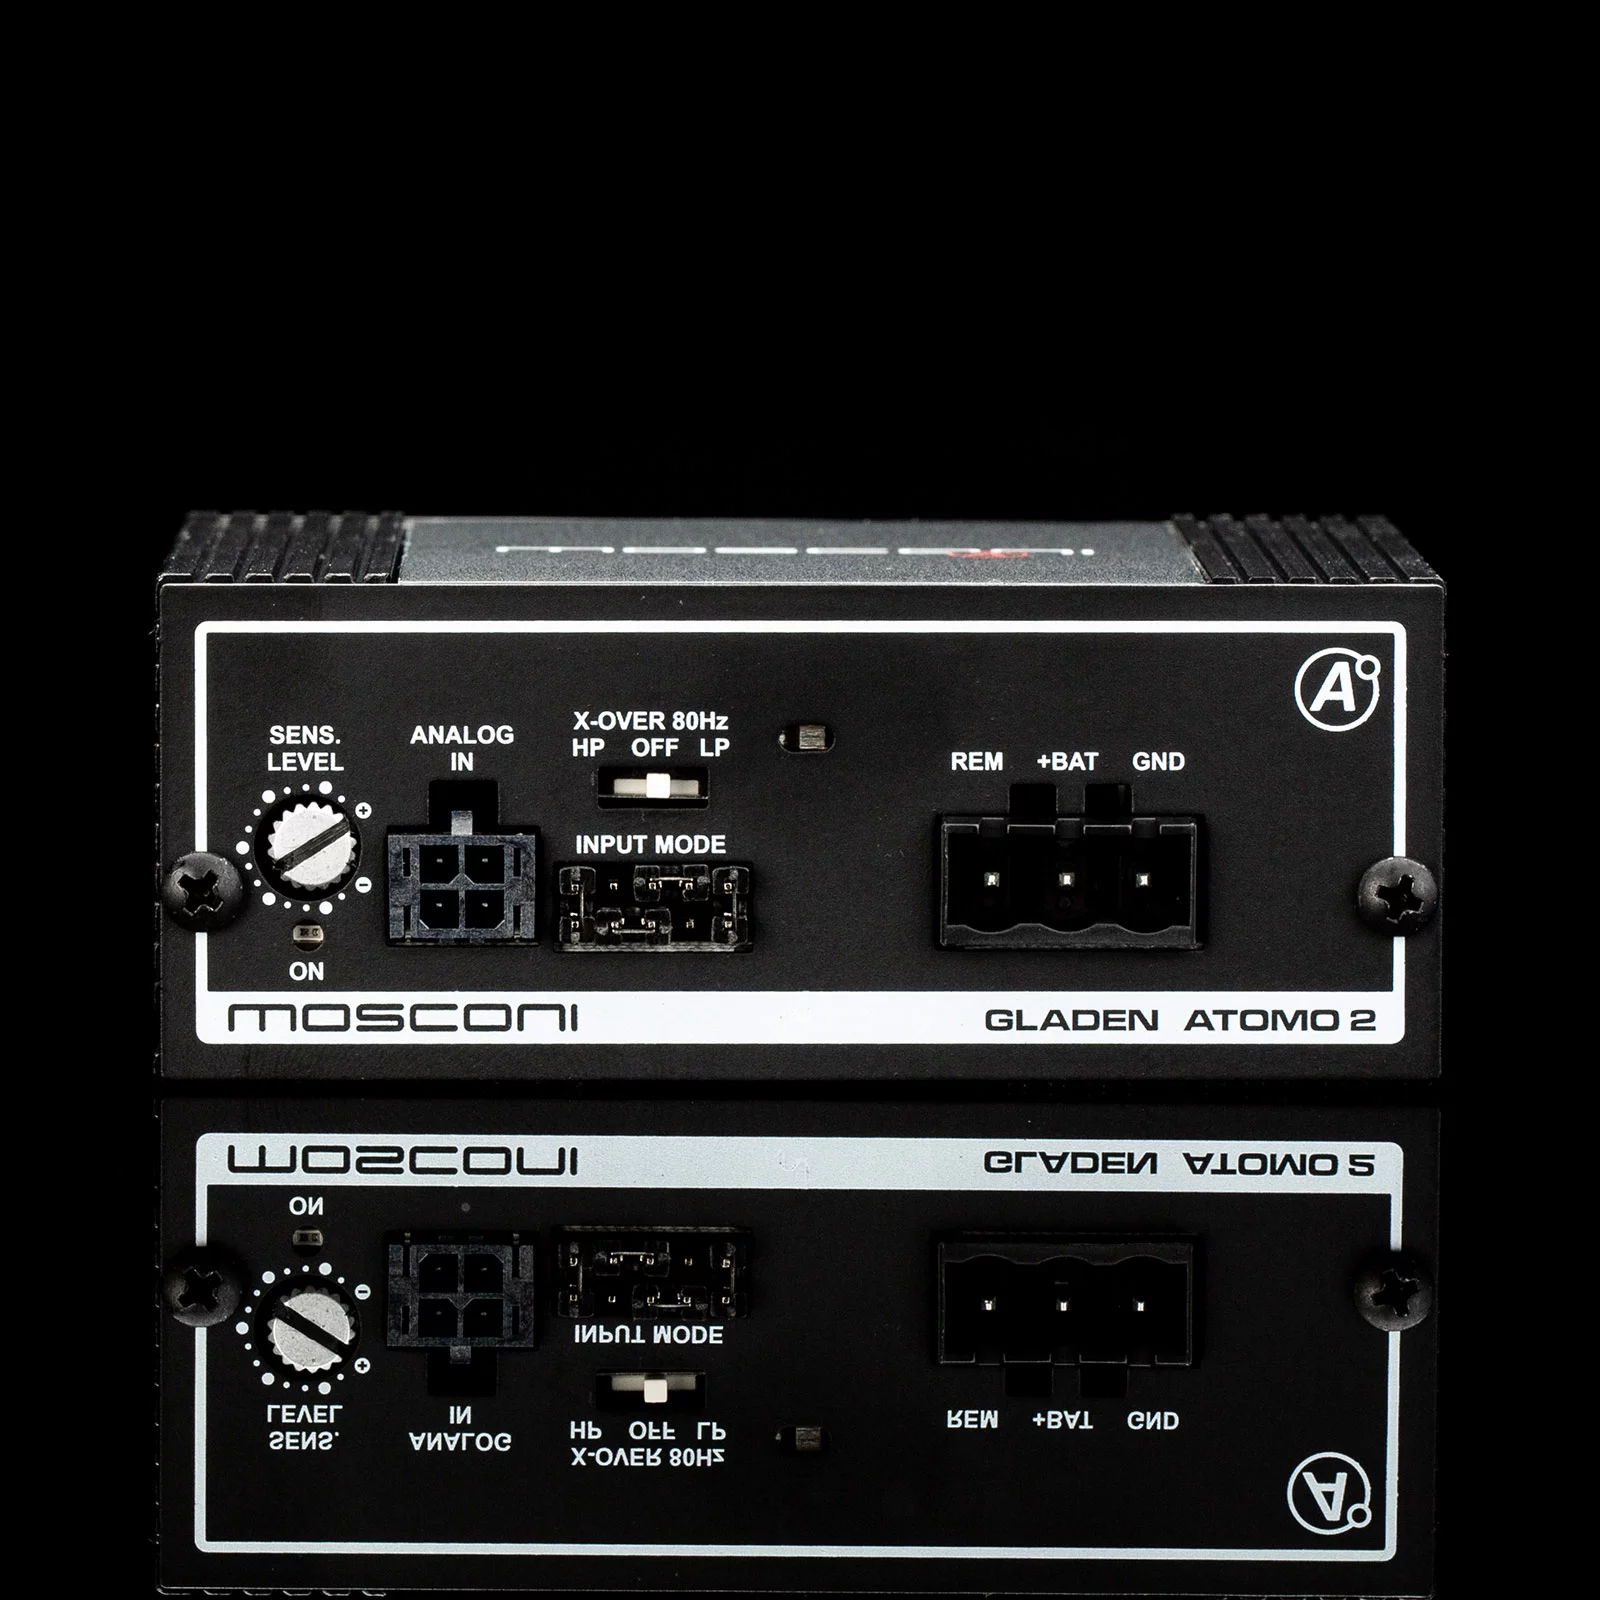 mosconi
A
SENS.
LEVEL
+
-
ON
ANALOG
IN
X-OVER 80Hz
HP OFF LP
INPUT MODE
REM +BAT GND
mosconi
GLADEN ATOMO 2